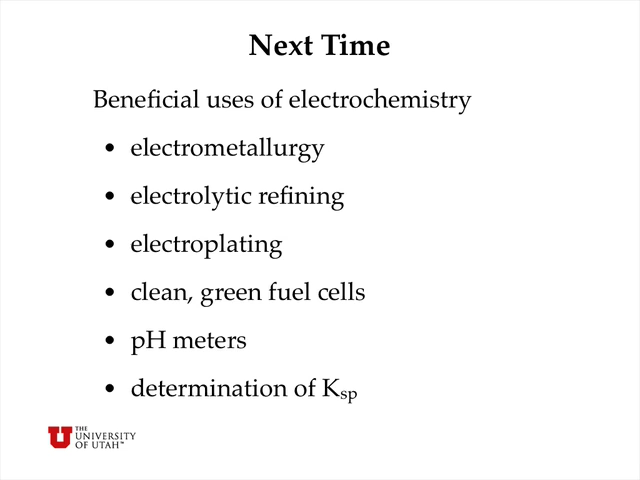 Next Time
Beneficial uses of electrochemistry
• electrometallurgy
• electrolytic refining
• electroplating
• clean, green fuel cells
• pH meters
• determination of Ksp
U THE
UNIVERSITY
OF UTAH™